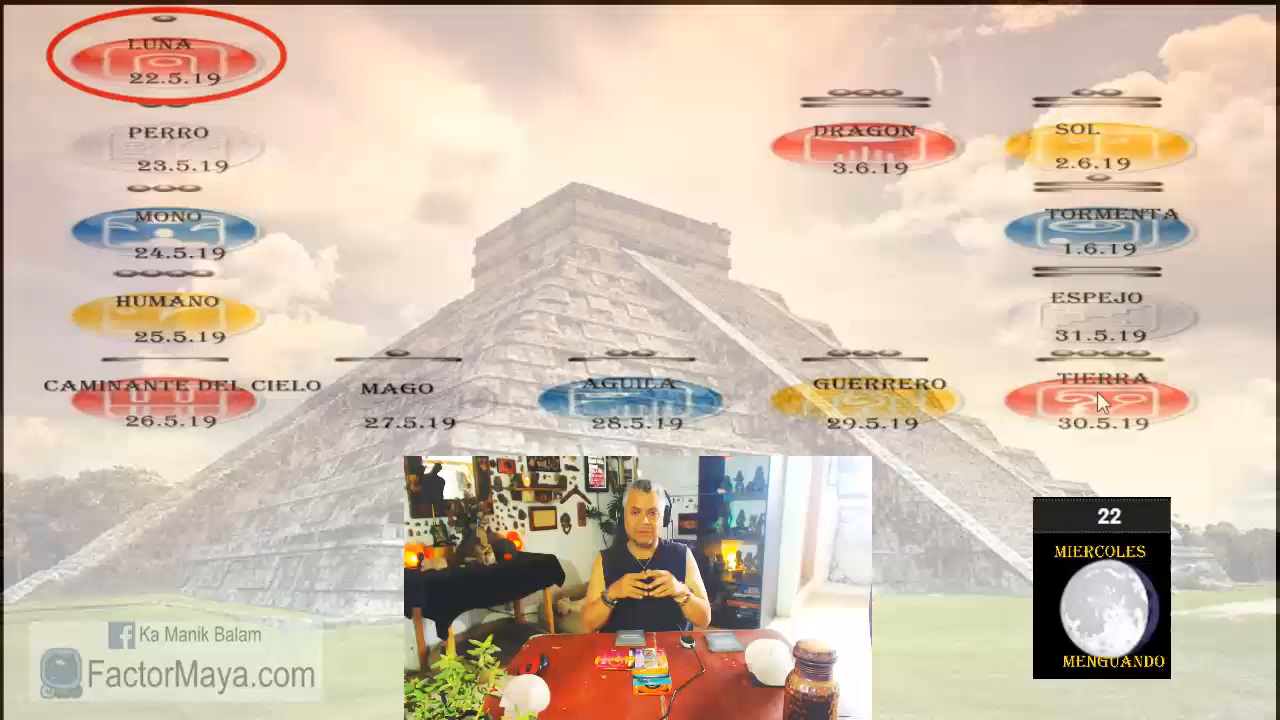 LUNA
22.5.19
PERRO
23.5.19
MONO
24.5.19
HUMANO
25.5.19
CAMINANTE DEL CIELO
26.5.19
MAGO
27.5.19
AGUILA
28.5.19
GUERRERO
29.5.19
TIERRA
30.5.19
ESPEJO
31.5.19
TORMENTA
1.6.19
SOL
2.6.19
DRAGON
3.6.19
22
MIERCOLES
MENGUANDO
Ka Manik Balam
FactorMaya.com